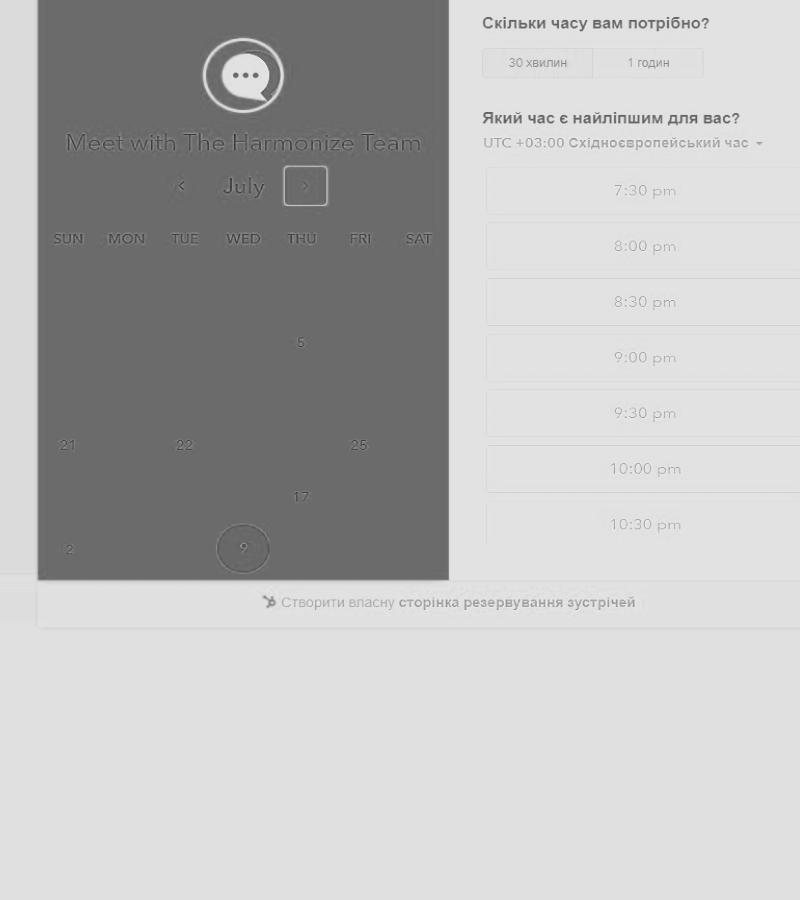 Meet with The Harmonize Team
July
SUN MON TUE WED THU FRI SAT
5
21 22 25
17
2 9
Скільки часу вам потрібно?
30 хвилин 1 годин
Який час є найліпшим для вас?
UTC +03:00 Східноєвропейський час
7:30 pm
8:00 pm
8:30 pm
9:00 pm
9:30 pm
10:00 pm
10:30 pm
Створити власну сторінка резервування зустрічей